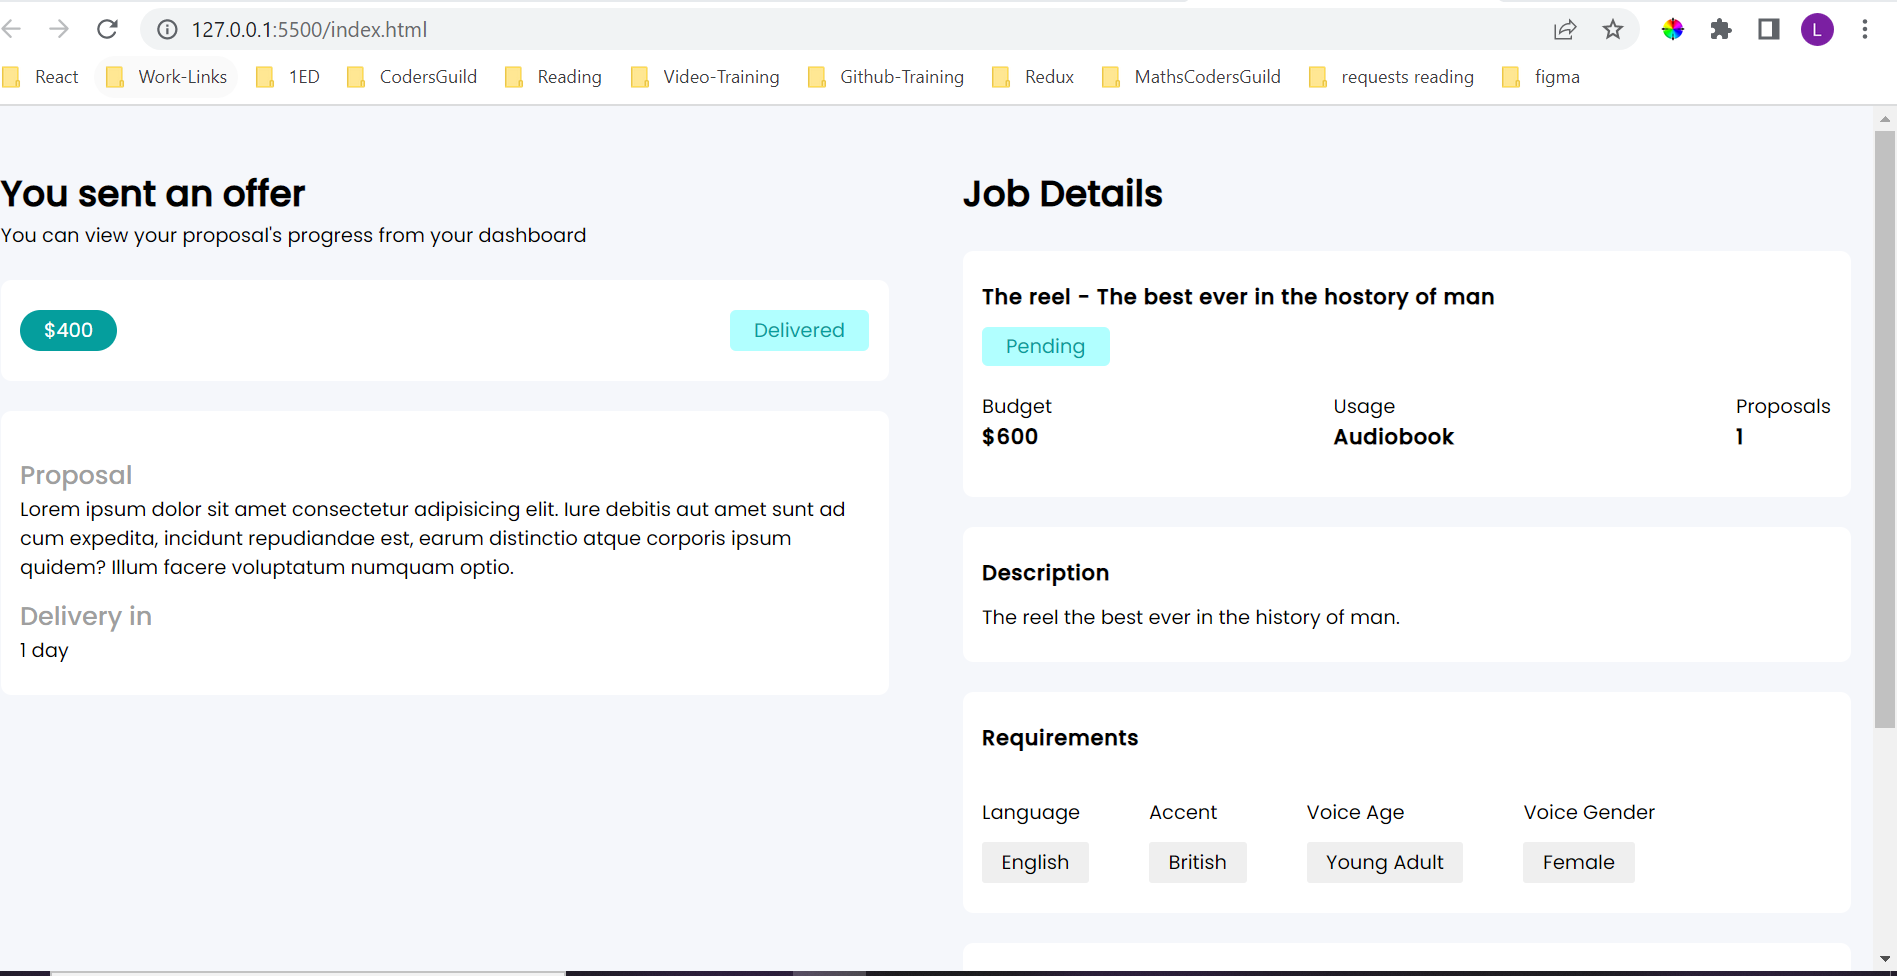 127.0.0.1:5500/index.html
L
React Work-Links 1ED CodersGuild Reading Video-Training Github-Training Redux MathsCodersGuild requests reading figma
You sent an offer
You can view your proposal's progress from your dashboard
$400 Delivered
Proposal
Lorem ipsum dolor sit amet consectetur adipisicing elit. Iure debitis aut amet sunt ad
cum expedita, incidunt repudiandae est, earum distinctio atque corporis ipsum
quidem? Illum facere voluptatum numquam optio.
Delivery in
1 day
Job Details
The reel - The best ever in the hostory of man
Pending
Budget Usage Proposals
$600 Audiobook 1
Description
The reel the best ever in the history of man.
Requirements
Language Accent Voice Age Voice Gender
English British Young Adult Female